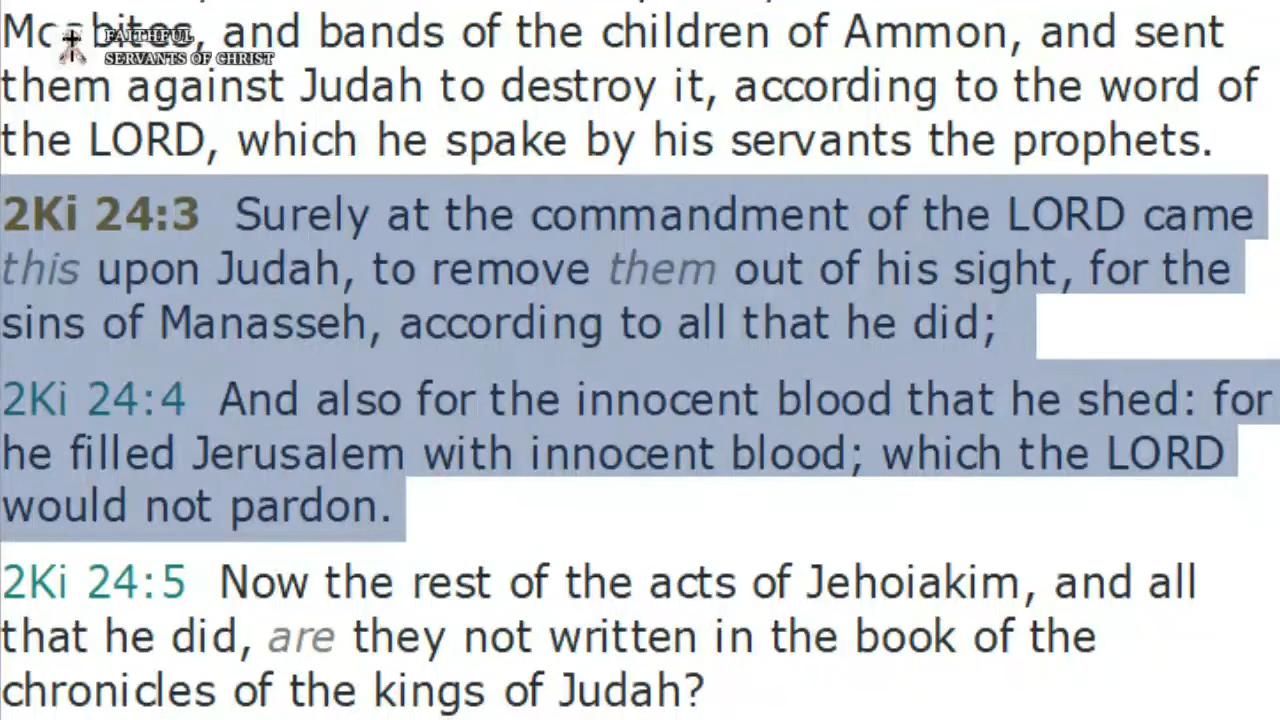 Moabites, and bands of the children of Ammon, and sent
FAITHFUL
SERVANTS OF CHRIST
them against Judah to destroy it, according to the word of
the LORD, which he spake by his servants the prophets.
2Ki 24:3 Surely at the commandment of the LORD came
this upon Judah, to remove them out of his sight, for the
sins of Manasseh, according to all that he did;
2Ki 24:4 And also for the innocent blood that he shed: for
he filled Jerusalem with innocent blood; which the LORD
would not pardon.
2Ki 24:5 Now the rest of the acts of Jehoiakim, and all
that he did, are they not written in the book of the
chronicles of the kings of Judah?